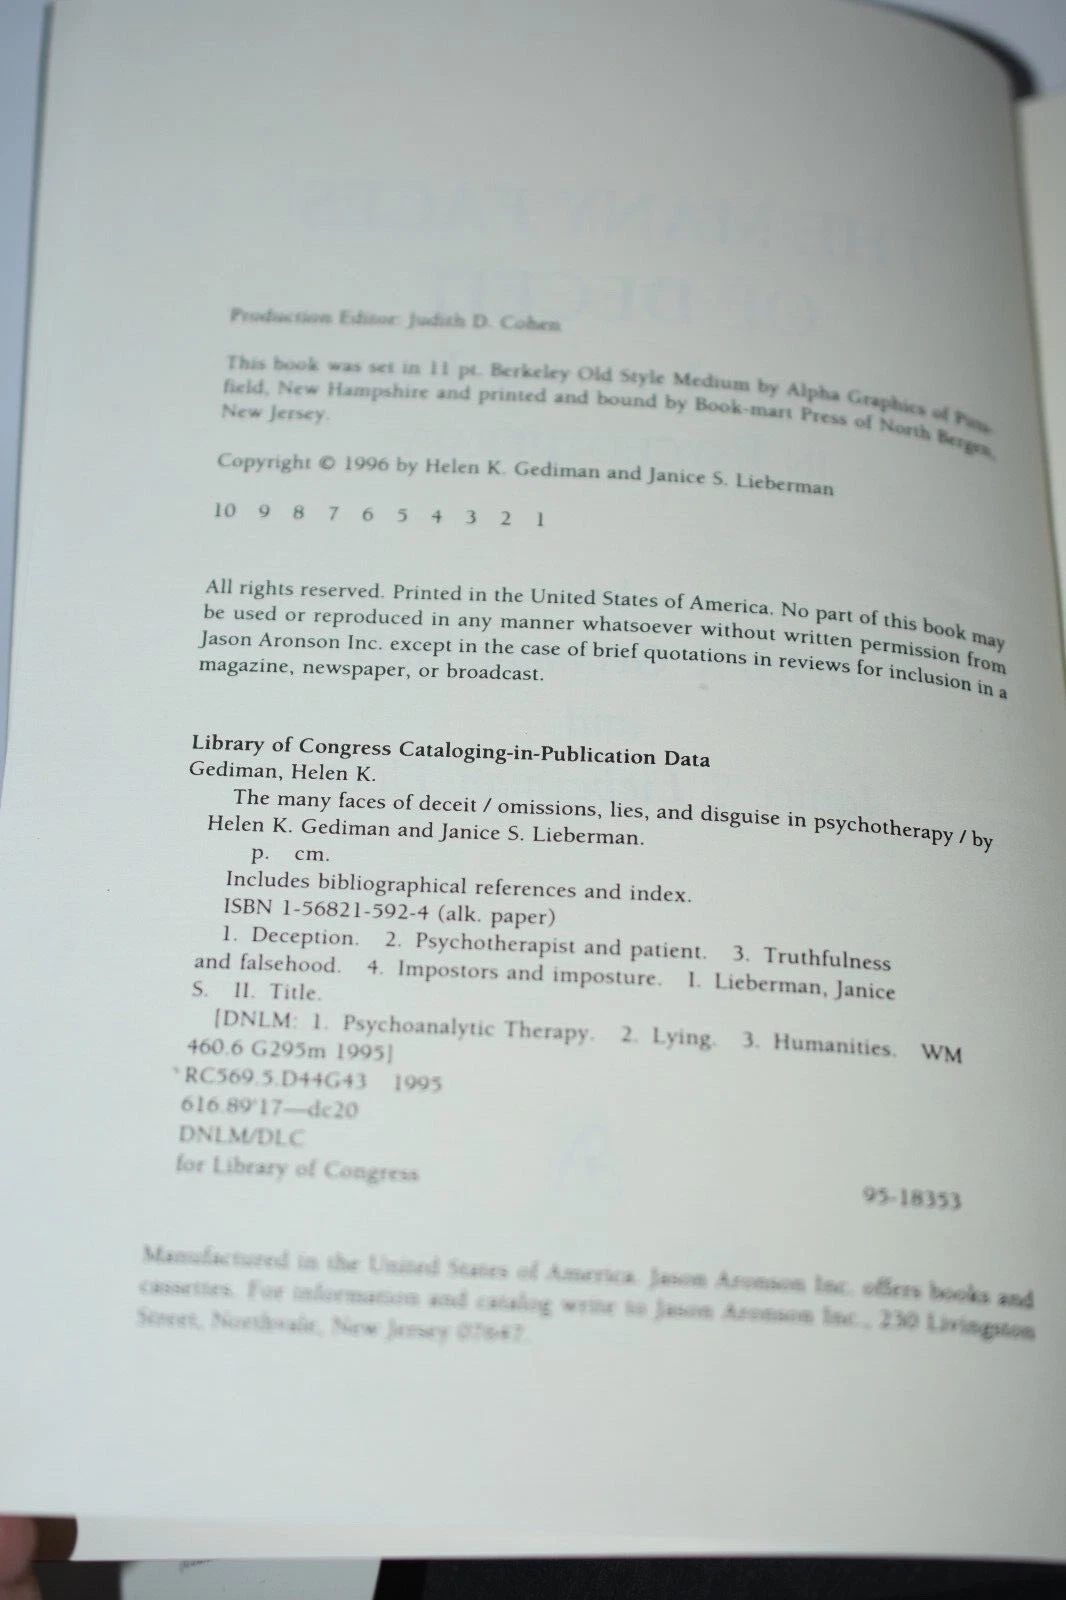 Production Editor: Judith D. Cohen
This book was set in 11 pt. Berkeley Old Style Medium by Alpha Graphics of Pitts-
field, New Hampshire and printed and bound by Book-mart Press of North Bergen,
New Jersey.
Copyright © 1996 by Helen K. Gediman and Janice S. Lieberman
10 9 8 7 6 5 4 3 2 1
All rights reserved. Printed in the United States of America. No part of this book may
be used or reproduced in any manner whatsoever without written permission from
Jason Aronson Inc. except in the case of brief quotations in reviews for inclusion in a
magazine, newspaper, or broadcast.
Library of Congress Cataloging-in-Publication Data
Gediman, Helen K.
The many faces of deceit / omissions, lies, and disguise in psychotherapy / by
Helen K. Gediman and Janice S. Lieberman.
p. cm.
Includes bibliographical references and index.
ISBN 1-56821-592-4 (alk. paper)
1. Deception. 2. Psychotherapist and patient. 3. Truthfulness
and falsehood. 4. Impostors and imposture. I. Lieberman, Janice
S. II. Title.
[DNLM: 1. Psychoanalytic Therapy. 2. Lying. 3. Humanities. WM
460.6 G295m 1995]
RC569.5.D44G43 1995
616.89'17—dc20
DNLM/DLC
for Library of Congress
95-18353
Manufactured in the United States of America. Jason Aronson Inc. offers books and
cassettes. For information and catalog write to Jason Aronson Inc., 230 Livingston
Street, Northvale, New Jersey 07647.